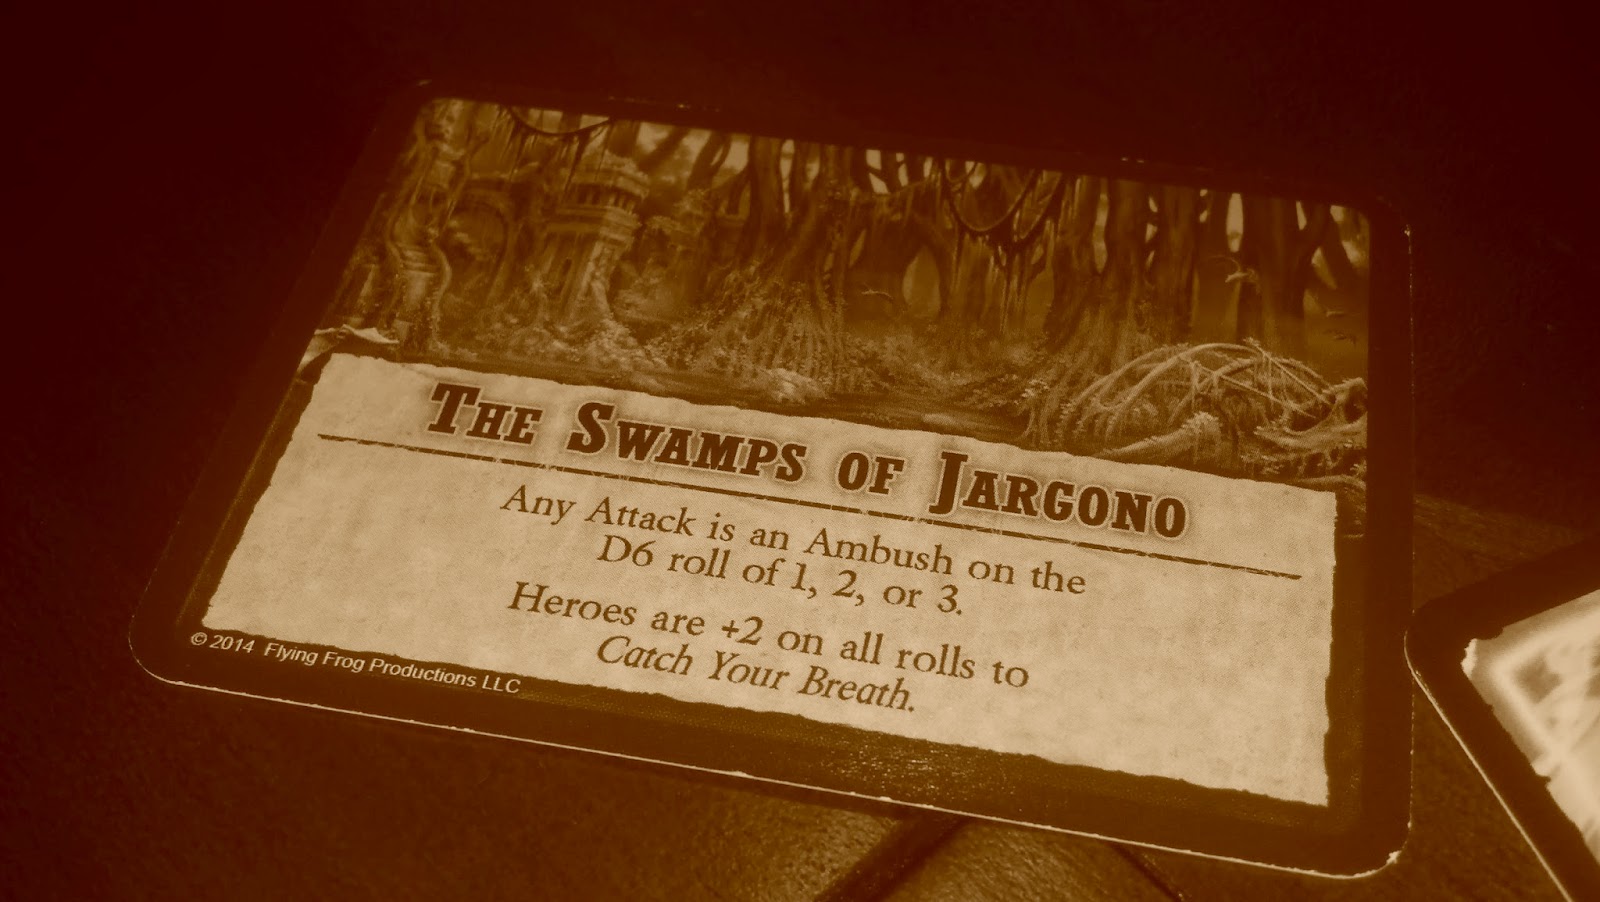 The Swamps of Jargono
Any Attack is an Ambush on the
D6 roll of 1, 2, or 3.
Heroes are +2 on all rolls to
Catch Your Breath.
© 2014 Flying Frog Productions LLC